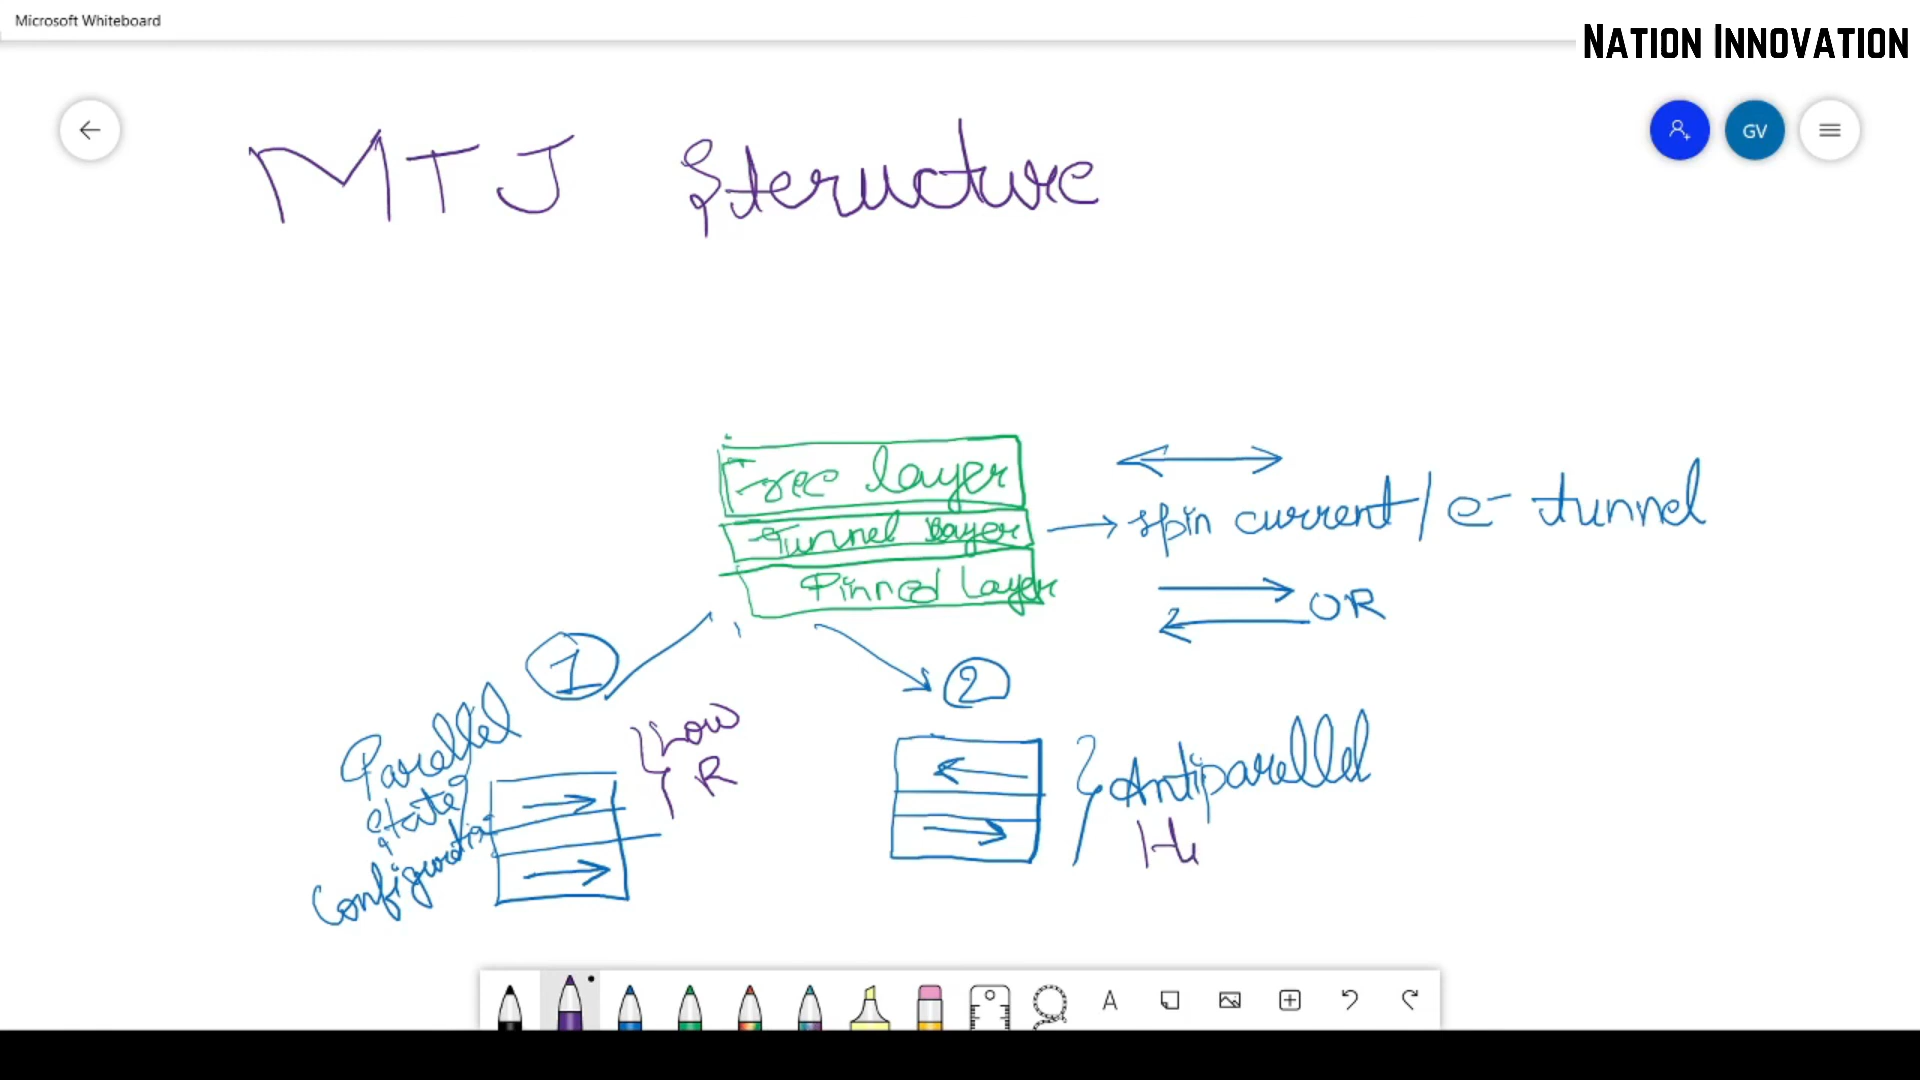 Microsoft Whiteboard
NATION INNOVATION
GV
MTJ Structure
Free layer
Tunnel layer
Pinned Layer
spin current / e- tunnel
OR
1
2
Parallel
state
Configuration
Low
R
Antiparallel
Hi
A